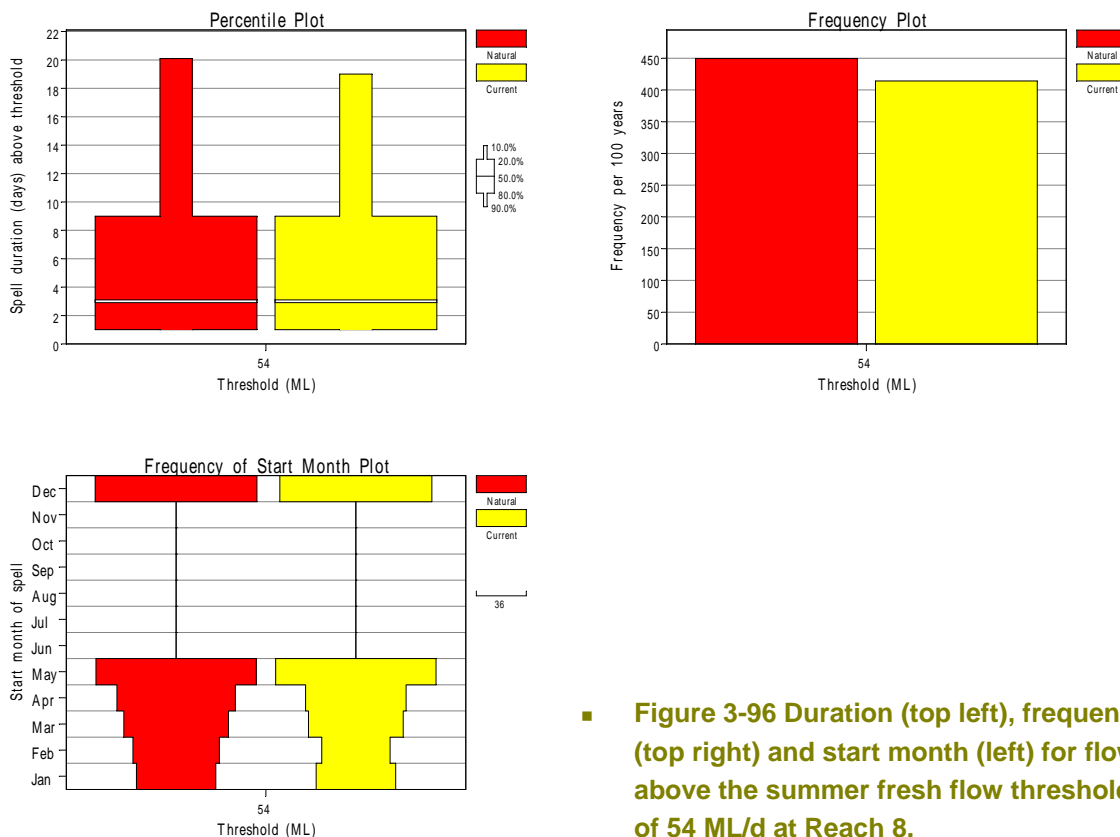 Percentile Plot
Spell duration (days) above threshold
22
20
18
16
14
12
10
8
6
4
2
0
54
Threshold (ML)
Natural
Current
10.0%
20.0%
50.0%
80.0%
90.0%
Frequency Plot
Frequency per 100 years
450
400
350
300
250
200
150
100
50
0
54
Threshold (ML)
Natural
Current
Frequency of Start Month Plot
Start month of spell
Dec
Nov
Oct
Sep
Aug
Jul
Jun
May
Apr
Mar
Feb
Jan
54
Threshold (ML)
Natural
Current
36
▪ Figure 3-96 Duration (top left),
(top right) and start month (left) for
above the summer fresh flow
of 54 ML/d at Reach 8.